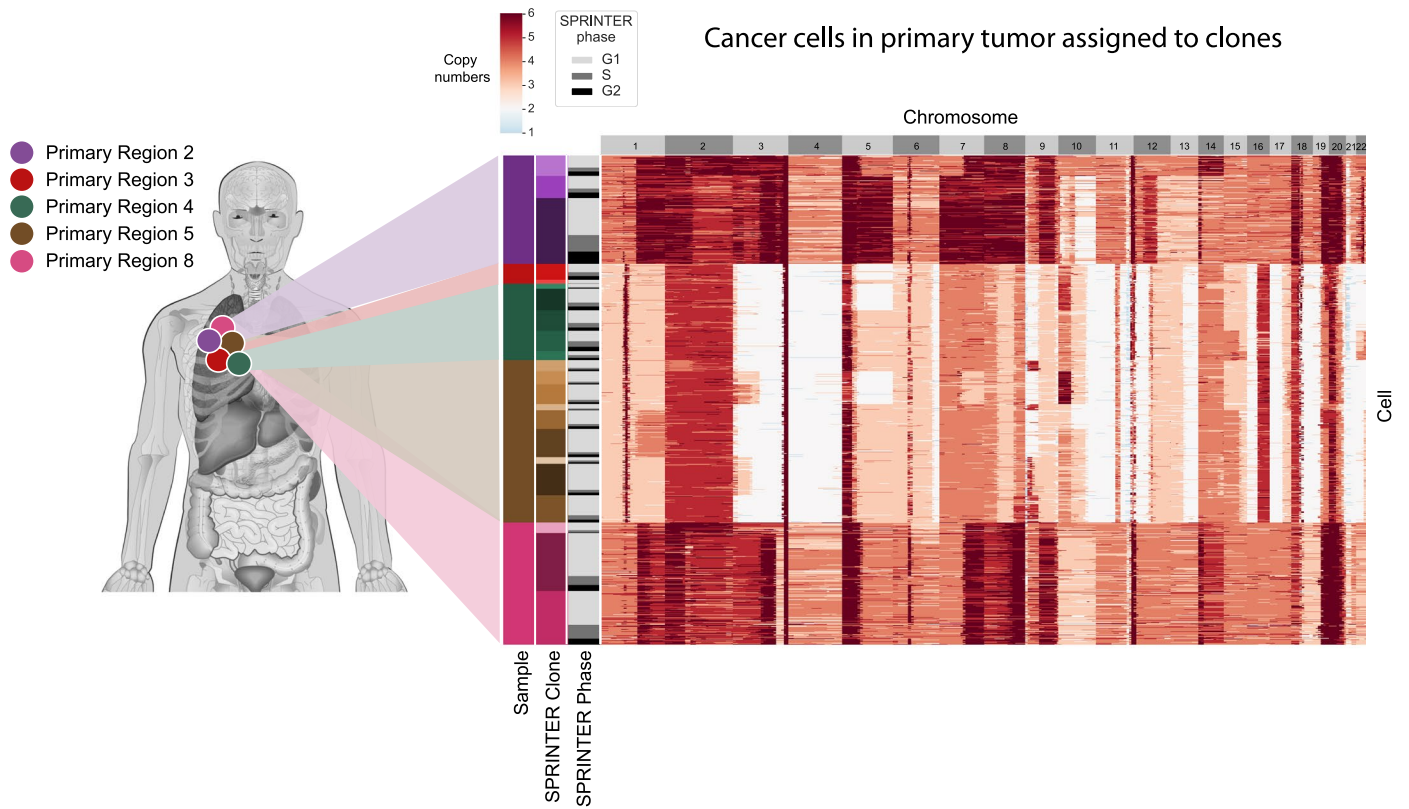 Cancer cells in primary tumor assigned to clones
Copy
numbers
6
5
4
3
2
1
SPRINTER
phase
G1
S
G2
Primary Region 2
Primary Region 3
Primary Region 4
Primary Region 5
Primary Region 8
Chromosome
1 2 3 4 5 6 7 8 9 10 11 12 13 14 15 16 17 18 19 20 21 22
Cell
Sample
SPRINTER Clone
SPRINTER Phase